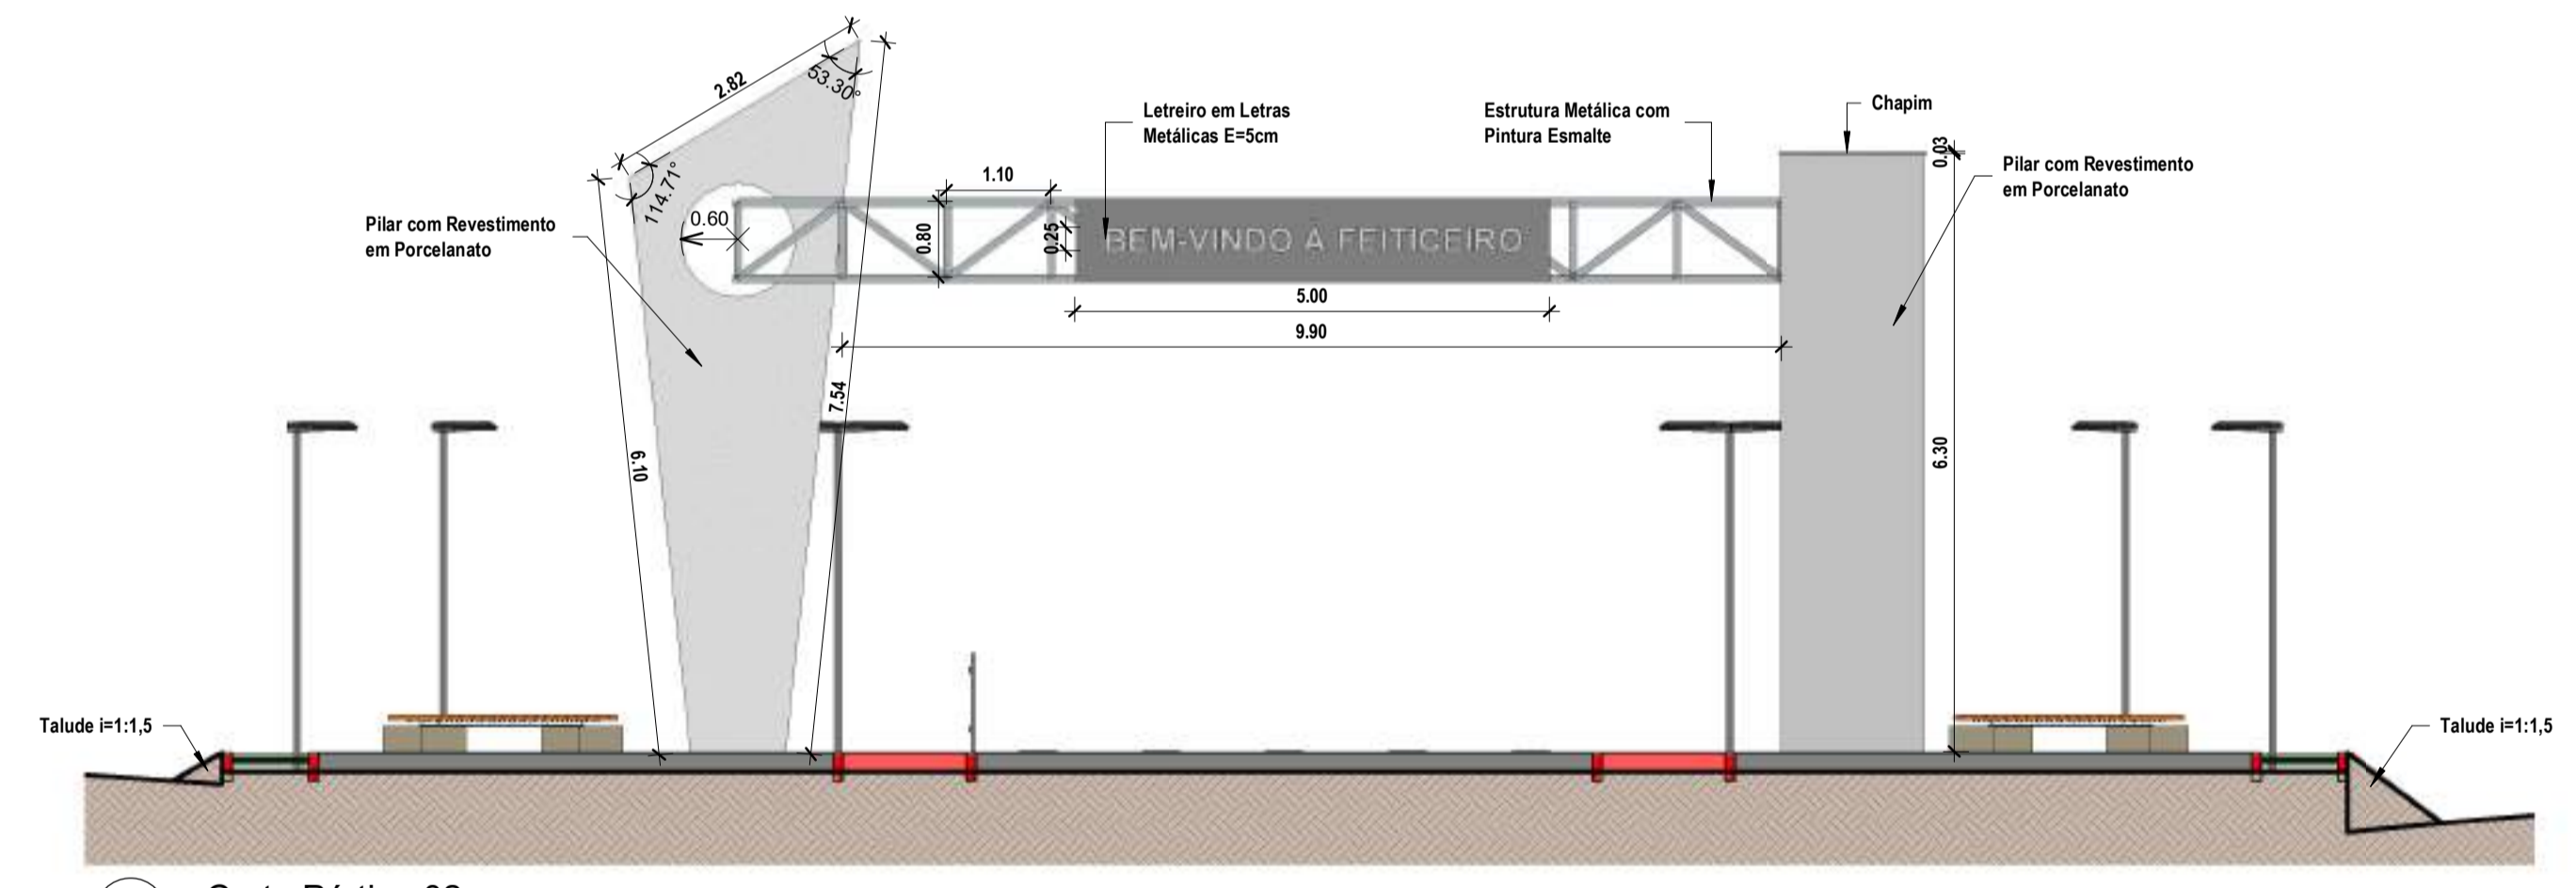 2.82
53.30°
114.71°
0.60
Pilar com Revestimento
em Porcelanato
6.10
7.54
1.10
0.80
0.25
Letreiro em Letras
Metálicas E=5cm
BEM-VINDO A FEITICEIRO
5.00
9.90
Estrutura Metálica com
Pintura Esmalte
Chapim
0.03
6.30
Pilar com Revestimento
em Porcelanato
Talude i=1:1,5
Talude i=1:1,5